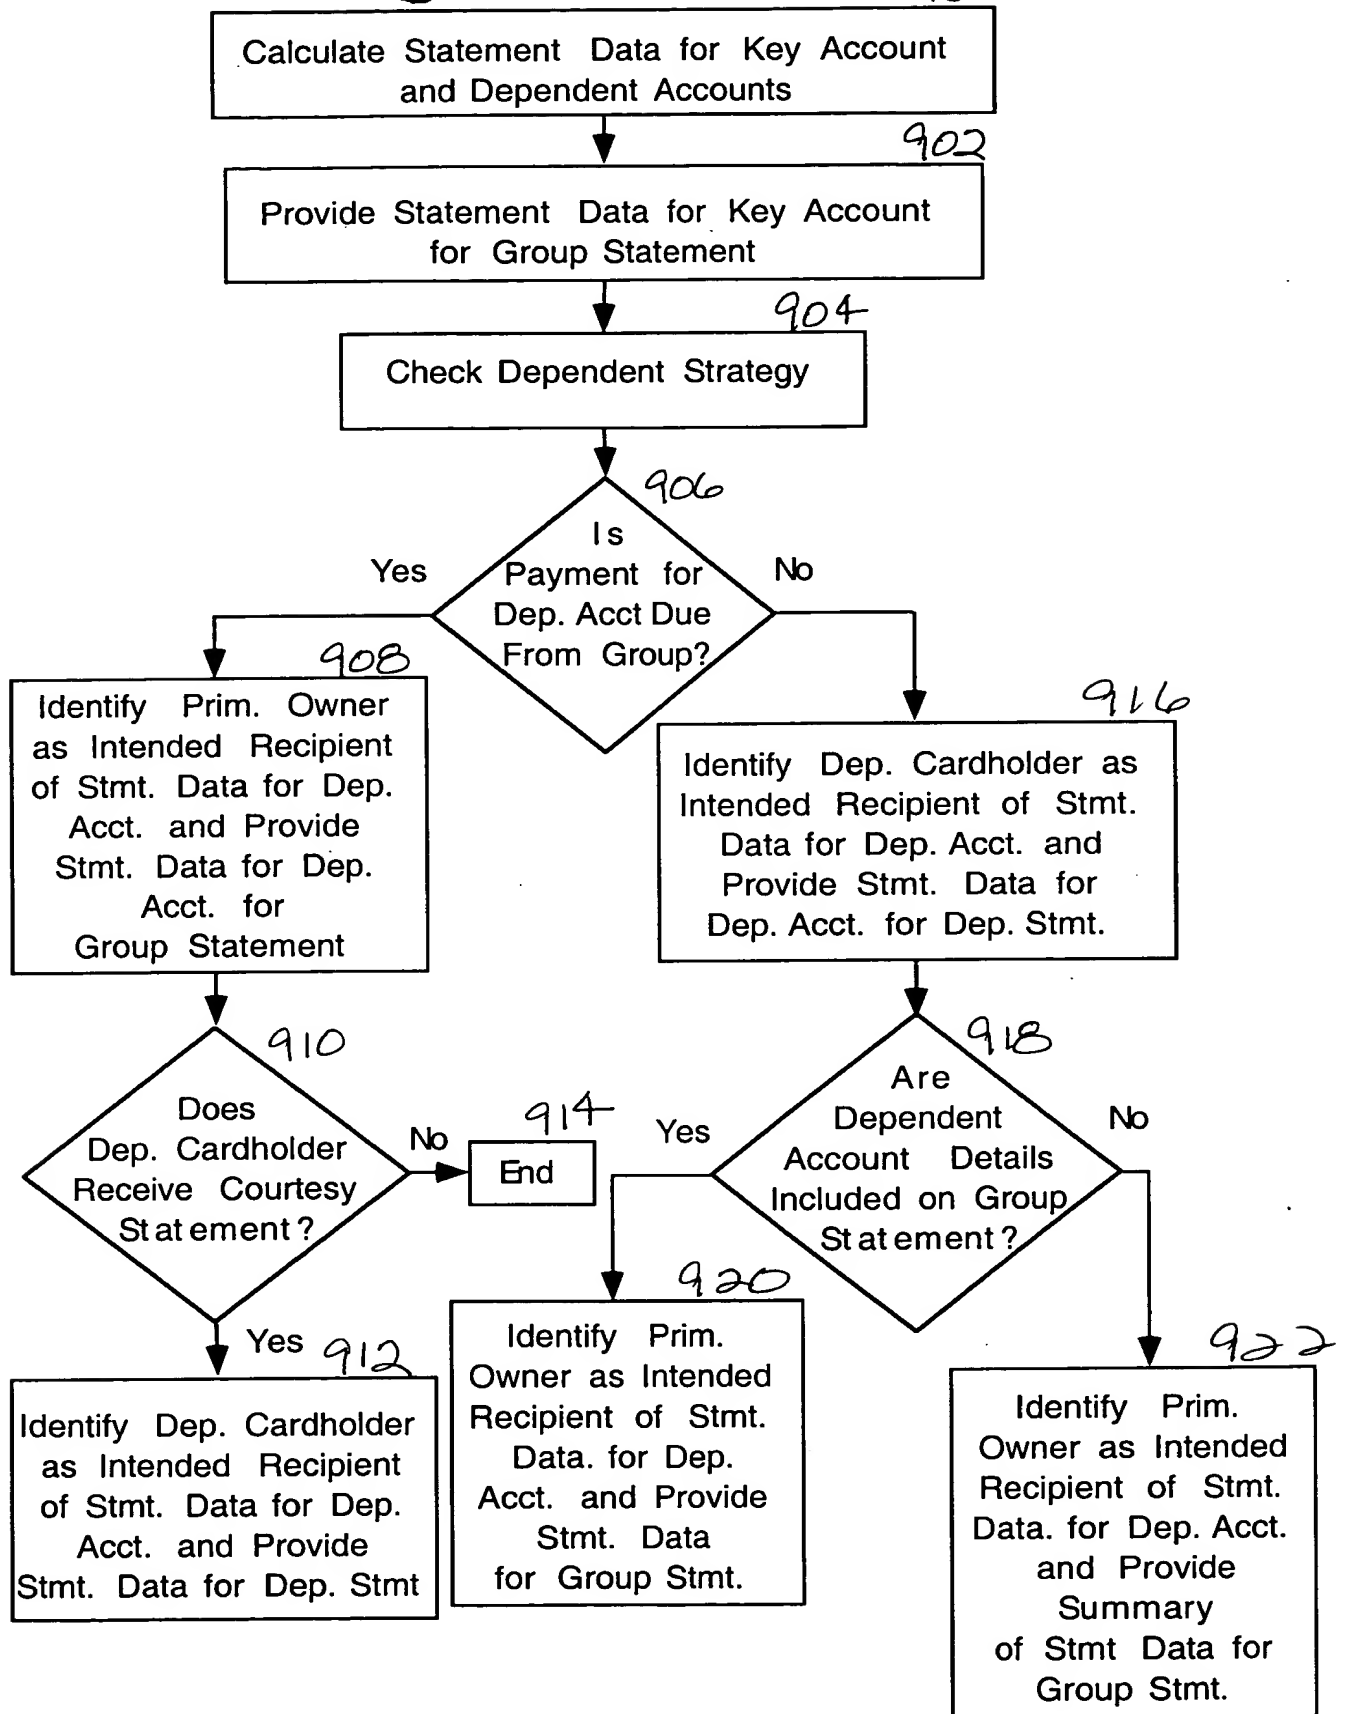 Calculate Statement Data for Key Account
and Dependent Accounts
902
Provide Statement Data for Key Account
for Group Statement
904
Check Dependent Strategy
906
Is
Payment for
Dep. Acct Due
From Group?
Yes
No
908
Identify Prim. Owner
as Intended Recipient
of Stmt. Data for Dep.
Acct. and Provide
Stmt. Data for Dep.
Acct. for
Group Statement
916
Identify Dep. Cardholder as
Intended Recipient of Stmt.
Data for Dep. Acct. and
Provide Stmt. Data for
Dep. Acct. for Dep. Stmt.
910
Does
Dep. Cardholder
Receive Courtesy
Statement?
No
914
End
918
Are
Dependent
Account Details
Included on Group
Statement?
Yes
No
Yes
912
Identify Dep. Cardholder
as Intended Recipient
of Stmt. Data for Dep.
Acct. and Provide
Stmt. Data for Dep. Stmt
920
Identify Prim.
Owner as Intended
Recipient of Stmt.
Data. for Dep.
Acct. and Provide
Stmt. Data
for Group Stmt.
922
Identify Prim.
Owner as Intended
Recipient of Stmt.
Data. for Dep. Acct.
and Provide
Summary
of Stmt Data for
Group Stmt.